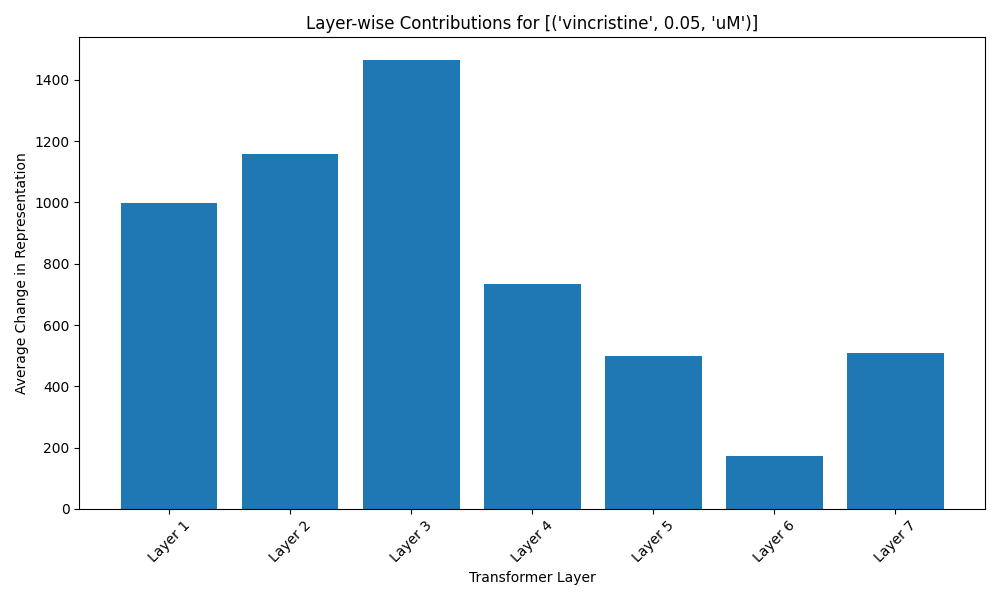 Layer-wise Contributions for [('vincristine', 0.05, 'uM')]
Average Change in Representation
1400
1200
1000
800
600
400
200
0
Layer 1
Layer 2
Layer 3
Layer 4
Layer 5
Layer 6
Layer 7
Transformer Layer